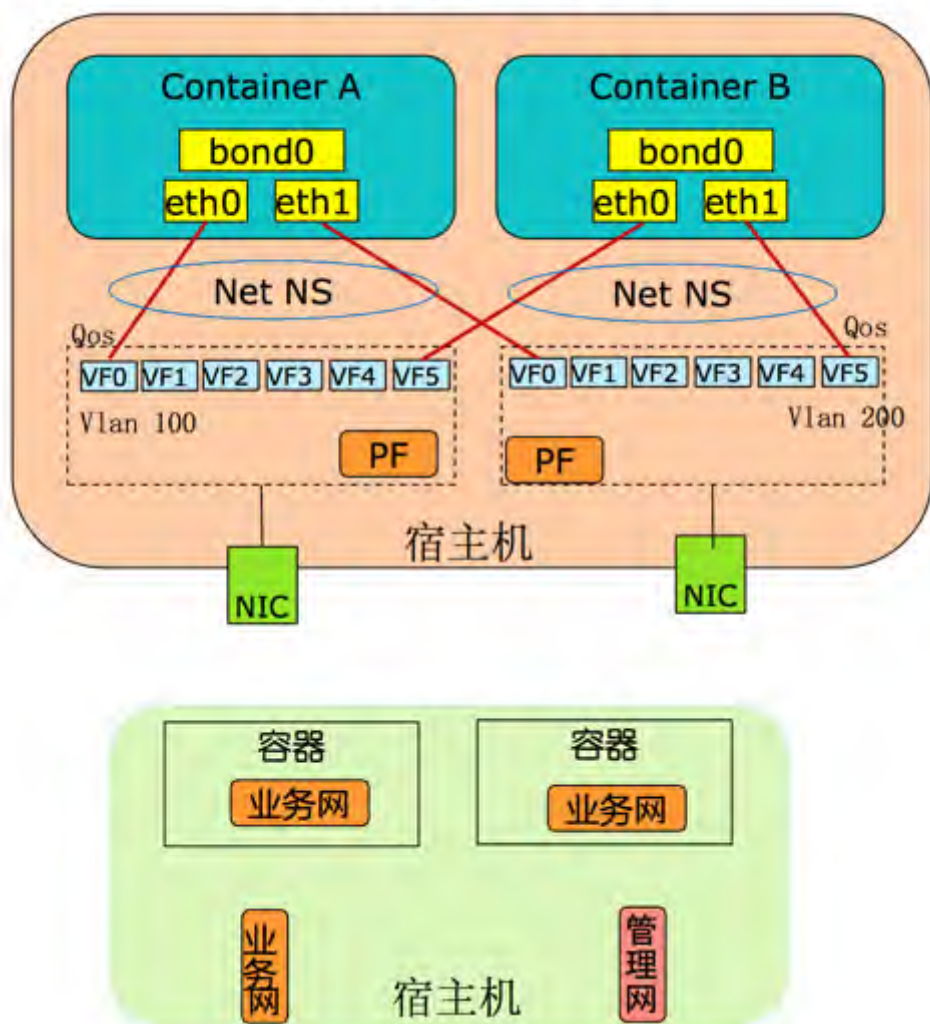 Container A
Container B
bond0
bond0
eth0 eth1
eth0 eth1
Net NS
Net NS
Qos
Qos
VF0 VF1 VF2 VF3 VF4 VF5
VF0 VF1 VF2 VF3 VF4 VF5
Vlan 100
Vlan 200
PF
PF
宿主机
NIC
NIC
容器
容器
业务网
业务网
业务网
管理网
宿主机